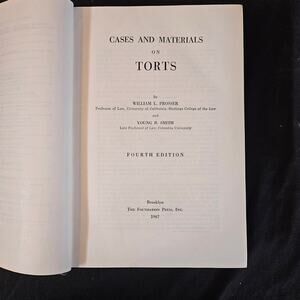 CASES AND MATERIALS
ON
TORTS
By
WILLIAM L. PROSSER
Professor of Law, University of California, Hastings College of the Law
and
YOUNG B. SMITH
Late Professor of Law, Columbia University
FOURTH EDITION
Brooklyn
THE FOUNDATION PRESS, INC.
1967